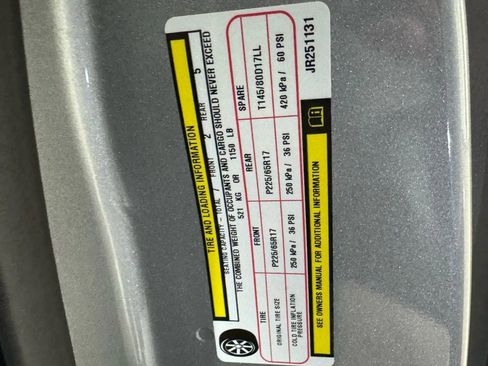 TIRE AND LOADING INFORMATION
SEATING CAPACITY - TOTAL / FRONT 2 REAR 5
THE COMBINED WEIGHT OF OCCUPANTS AND CARGO SHOULD NEVER EXCEED
521 KG OR 1150 LB
TIRE FRONT REAR SPARE
ORIGINAL TIRE SIZE P225/65R17 P225/65R17 T145/80D17LL
COLD TIRE INFLATION PRESSURE 250 kPa / 36 PSI 250 kPa / 36 PSI 420 kPa / 60 PSI
SEE OWNERS MANUAL FOR ADDITIONAL INFORMATION
JR251131